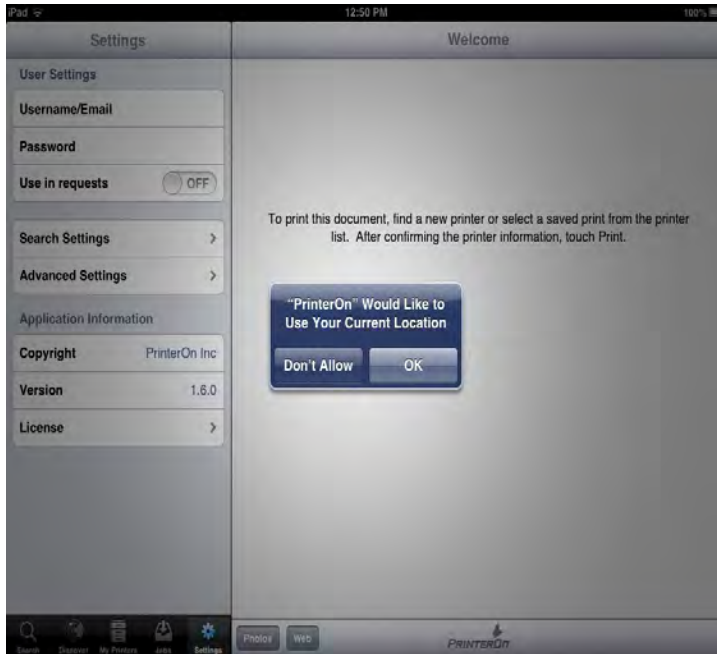 iPad 12:50 PM 100%
Settings
Welcome
User Settings
Username/Email
Password
Use in requests OFF
Search Settings
Advanced Settings
Application Information
Copyright PrinterOn Inc
Version 1.6.0
License
To print this document, find a new printer or select a saved print from the printer
list. After confirming the printer information, touch Print.
"PrinterOn" Would Like to
Use Your Current Location
Don't Allow OK
Search Discover My Printers Jobs Settings
Photos Web
PRINTERON